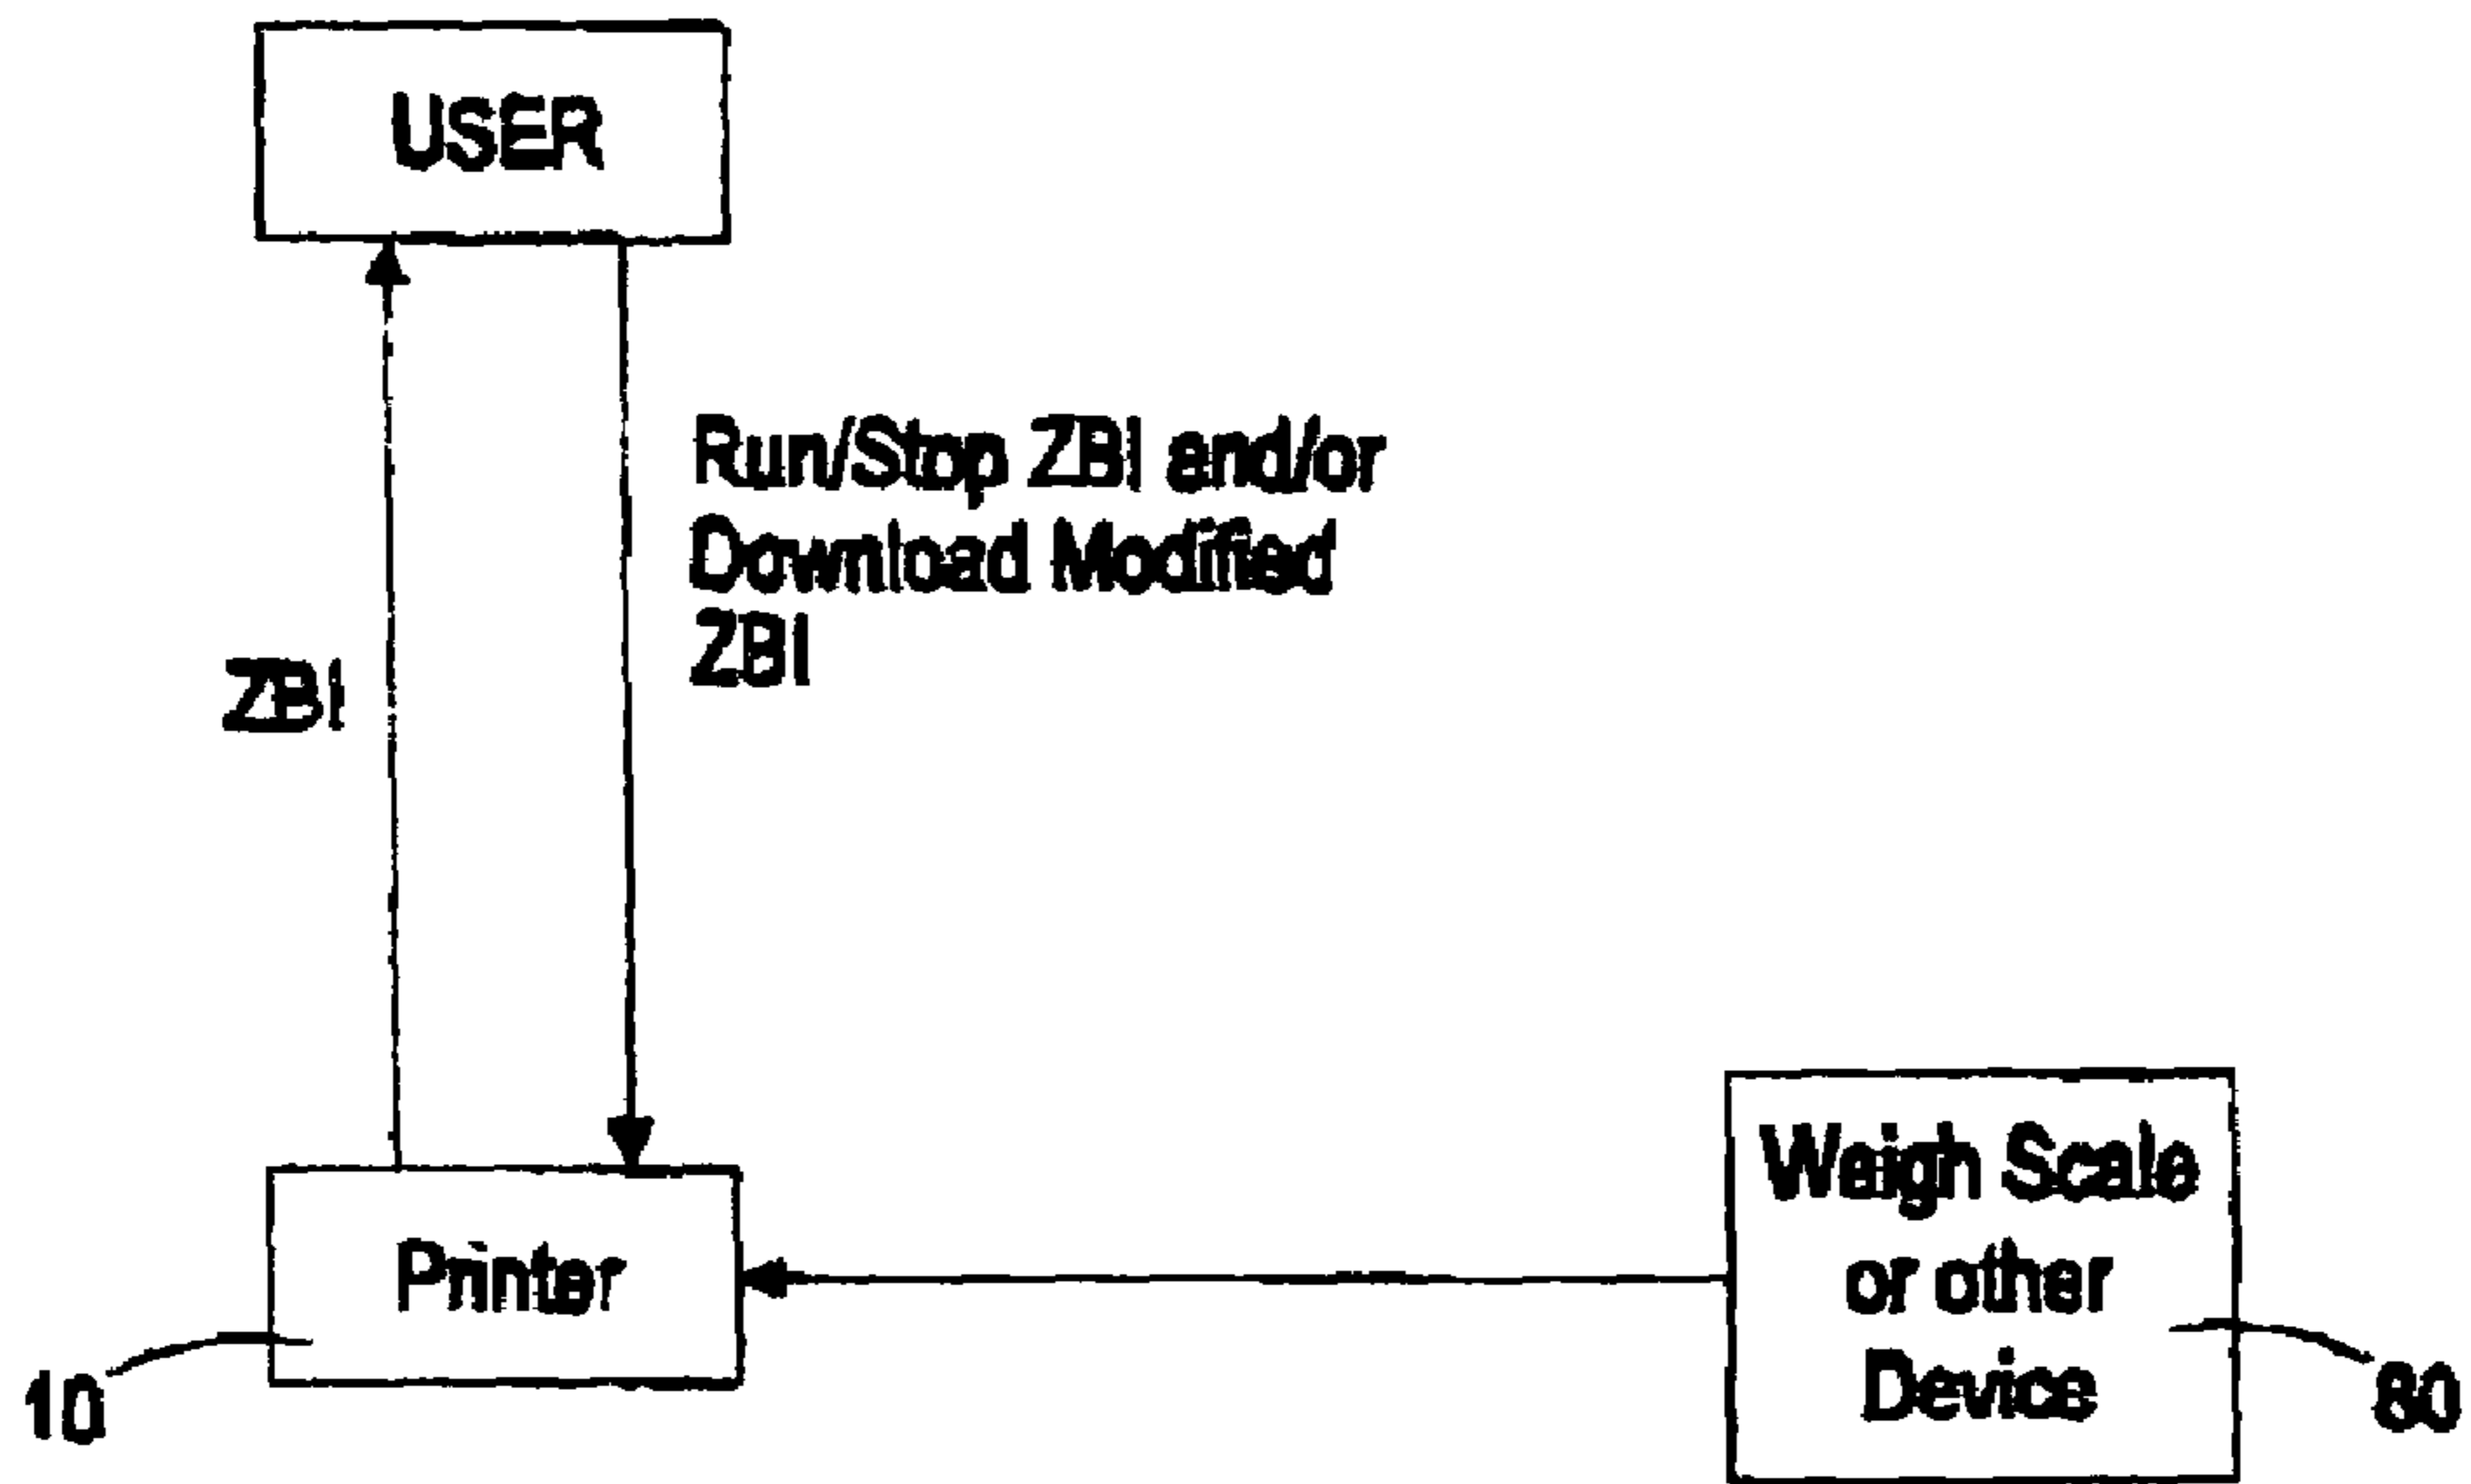 USER
Run/Stop ZBI and/or
Download Modified
ZBI
ZBI
Printer
Weigh Scale
or other
Device
10
80